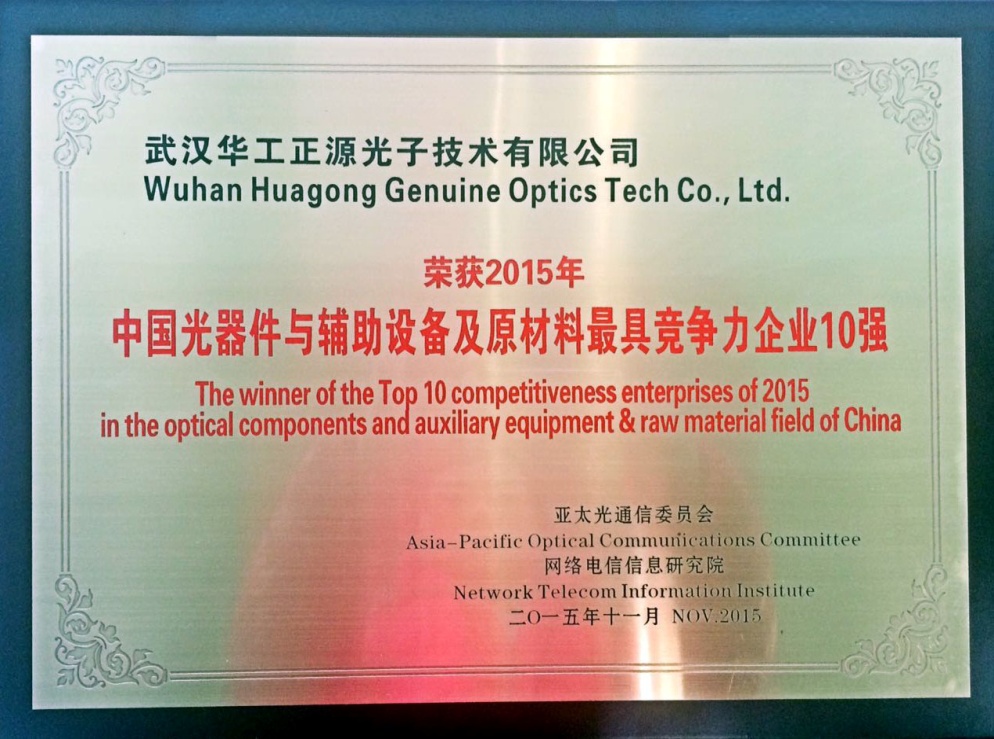 武汉华工正源光子技术有限公司
Wuhan Huagong Genuine Optics Tech Co., Ltd.
荣获2015年
中国光器件与辅助设备及原材料最具竞争力企业10强
The winner of the Top 10 competitiveness enterprises of 2015
in the optical components and auxiliary equipment & raw material field of China
亚太光通信委员会
Asia-Pacific Optical Communications Committee
网络电信信息研究院
Network Telecom Information Institute
二〇一五年十一月 NOV.2015